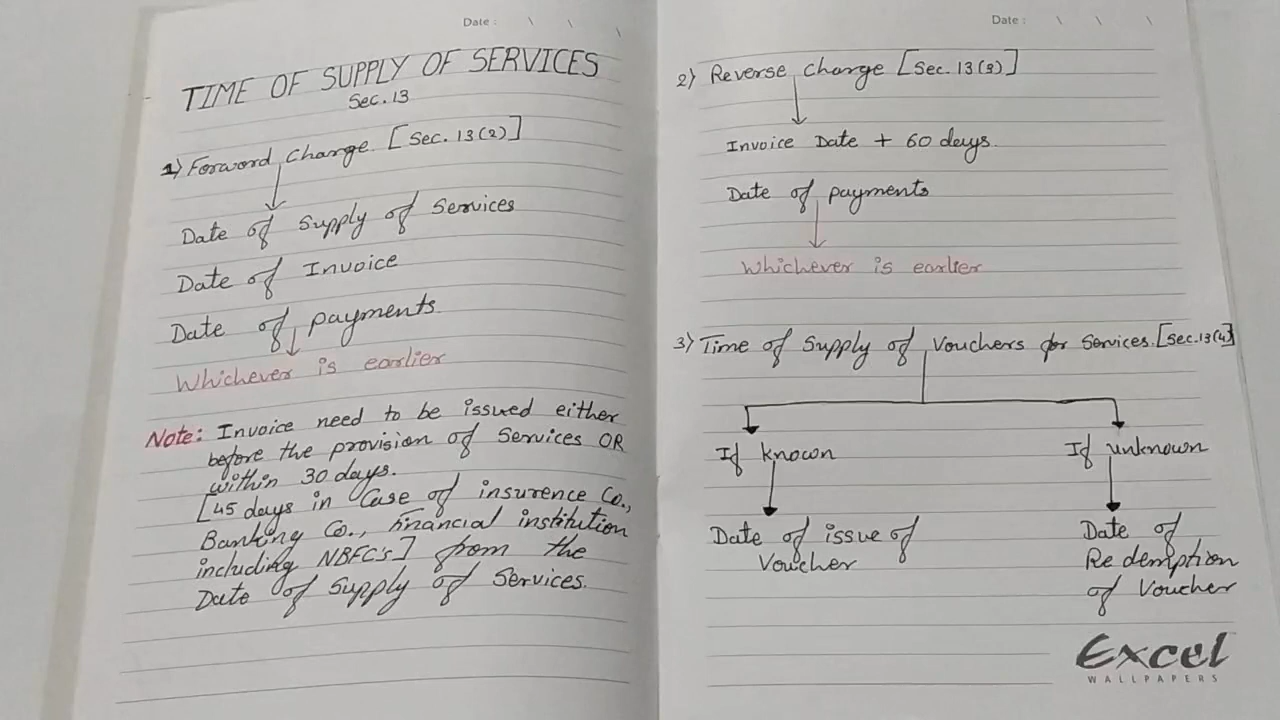 Date : \ \ \
TIME OF SUPPLY OF SERVICES
Sec. 13
1) Forword Charge [Sec. 13(2)]
Date of Supply of Services
Date of Invoice
Date of payments
Whichever is earlier
Note: Invoice need to be issued either
before the provision of Services OR
within 30 days.
[45 days in Case of insurence Co.,
Banking Co., Financial institution
including NBFC's] from the
Date of Supply of Services.
Date : \ \ \
2) Reverse Charge [Sec. 13(3)]
Invoice Date + 60 days.
Date of payments
Whichever is earlier
3) Time of Supply of Vouchers for Services. [Sec. 13(4)]
If known
If unknown
Date of issue of
Voucher
Date of
Redemption
of Voucher
Excel
WALLPAPERS